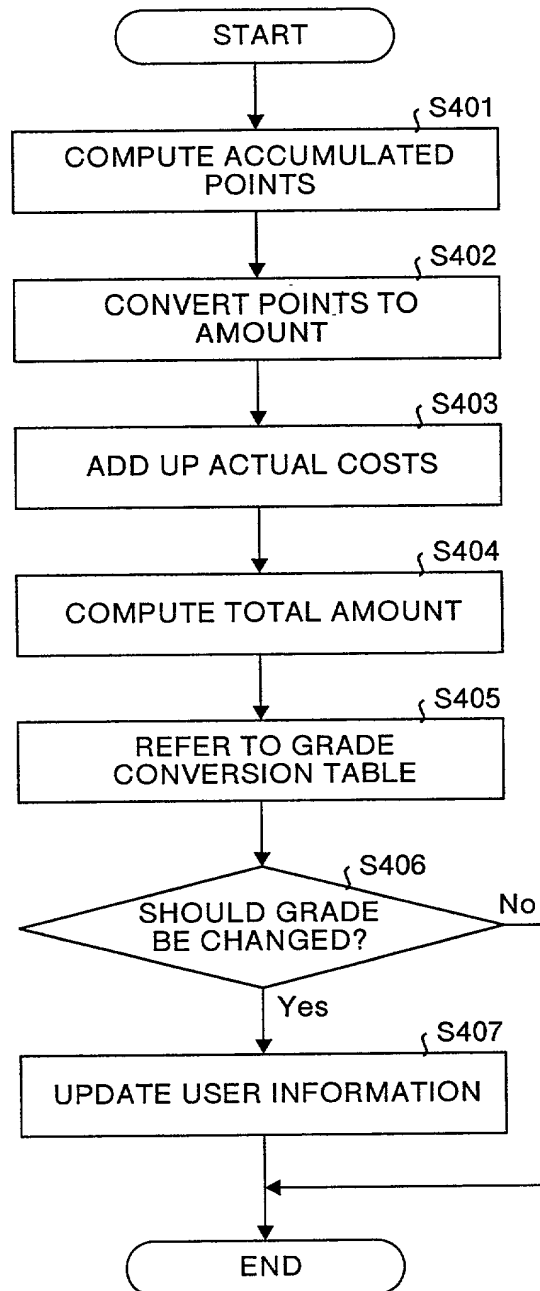 START
S401
COMPUTE ACCUMULATED
POINTS
S402
CONVERT POINTS TO
AMOUNT
S403
ADD UP ACTUAL COSTS
S404
COMPUTE TOTAL AMOUNT
S405
REFER TO GRADE
CONVERSION TABLE
S406
SHOULD GRADE
BE CHANGED?
No
Yes
S407
UPDATE USER INFORMATION
END